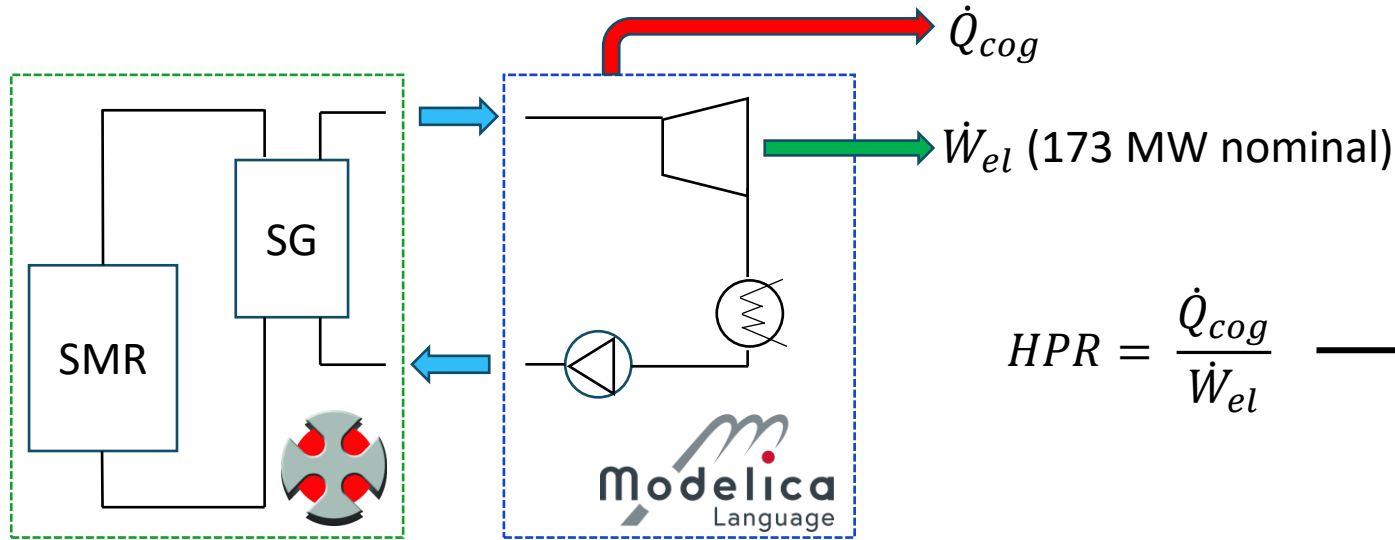 Q̇cog
Ẇel (173 MW nominal)
SG
SMR
HPR = Q̇cog / Ẇel
Modelica
Language